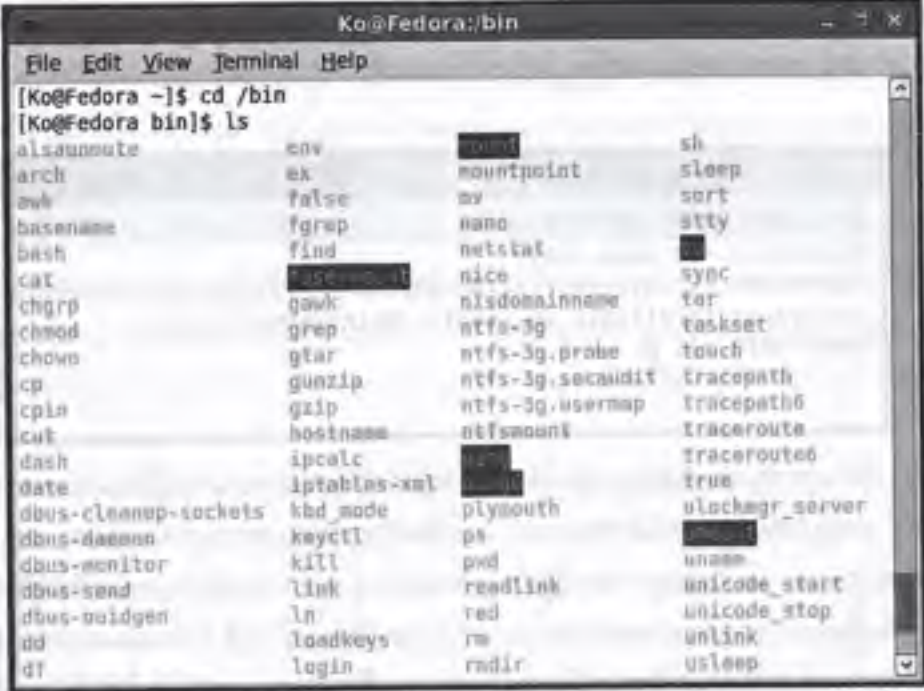 Ko@Fedora:/bin
File Edit View Terminal Help
[Ko@Fedora ~]$ cd /bin
[Ko@Fedora bin]$ ls
alsaunmute env mount sh
arch ex mountpoint sleep
awk false mv sort
basename fgrep nano stty
bash find netstat su
cat fusermount nice sync
chgrp gawk nisdomainname tar
chmod grep ntfs-3g taskset
chown gtar ntfs-3g.probe touch
cp gunzip ntfs-3g.secaudit tracepath
cpio gzip ntfs-3g.usermap tracepath6
cut hostname ntfsmount traceroute
dash ipcalc traceroute6
date iptables-xml true
dbus-cleanup-sockets kbd_mode plymouth ulockmgr_server
dbus-daemon keyctl ps
dbus-monitor kill pwd uname
dbus-send link readlink unicode_start
dbus-uuidgen ln red unicode_stop
dd loadkeys rm unlink
df login rmdir usleep